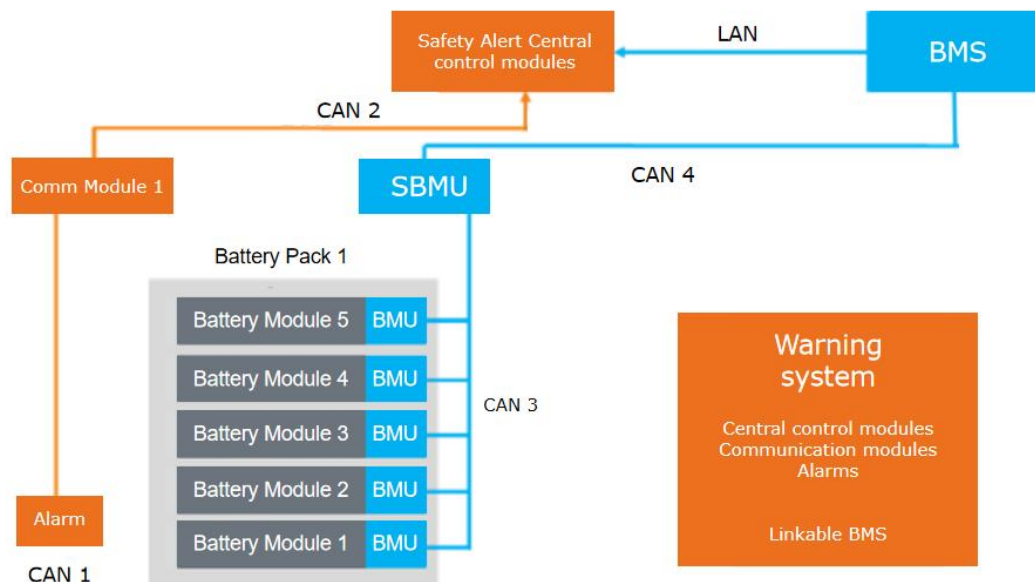 Safety Alert Central
control modules
LAN
BMS
CAN 2
Comm Module 1
SBMU
CAN 4
Battery Pack 1
Battery Module 5 BMU
Battery Module 4 BMU
Battery Module 3 BMU
Battery Module 2 BMU
Battery Module 1 BMU
CAN 3
Alarm
CAN 1
Warning
system
Central control modules
Communication modules
Alarms
Linkable BMS